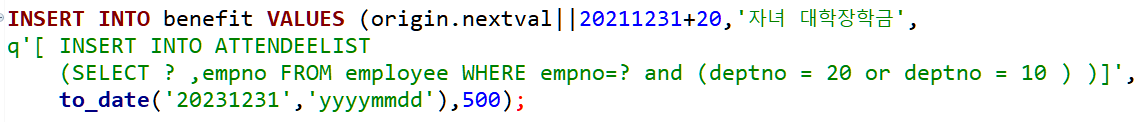 INSERT INTO benefit VALUES (origin.nextval||20211231+20,'자녀 대학장학금',
q'[ INSERT INTO ATTENDEELIST
(SELECT ? ,empno FROM employee WHERE empno=? and (deptno = 20 or deptno = 10 ) )]',
to_date('20231231','yyyymmdd'),500);